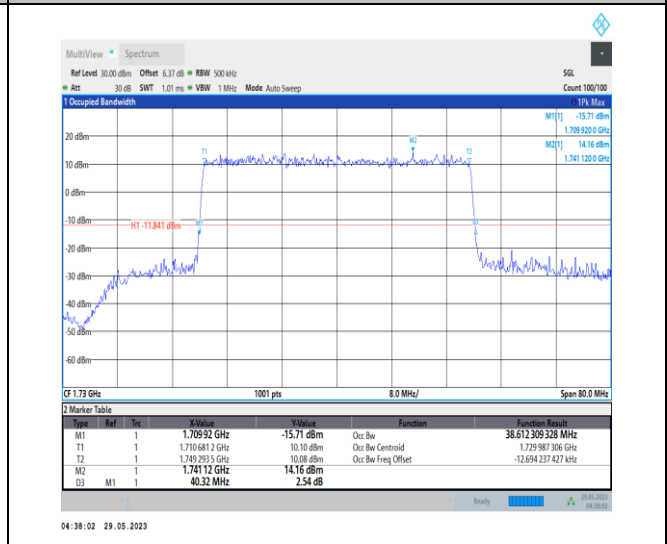 MultiView Spectrum
Ref Level 30.00 dBm Offset 6.37 dB RBW 500 kHz SGL
Att 30 dB SWT 1.01 ms VBW 1 MHz Mode Auto Sweep Count 100/100
1 Occupied Bandwidth 1Pk Max
M1[1] -15.71 dBm
1.709 920 0 GHz
M2[1] 14.16 dBm
1.741 120 0 GHz
20 dBm
M2
T1 T2
10 dBm
0 dBm
-10 dBm
H1 -11.841 dBm
M1
-20 dBm
-30 dBm
-40 dBm
-50 dBm
-60 dBm
CF 1.73 GHz 1001 pts 8.0 MHz/ Span 80.0 MHz
2 Marker Table
Type Ref Trc X-Value Y-Value Function Function Result
M1 1 1.709 92 GHz -15.71 dBm Occ Bw 38.612 309 328 MHz
T1 1 1.710 681 2 GHz 10.10 dBm Occ Bw Centroid 1.729 987 306 GHz
T2 1 1.749 293 5 GHz 10.08 dBm Occ Bw Freq Offset -12.694 237 427 kHz
M2 1 1.741 12 GHz 14.16 dBm
D3 M1 1 40.32 MHz 2.54 dB
Ready 29.05.2023
04:38:02
04:38:02 29.05.2023